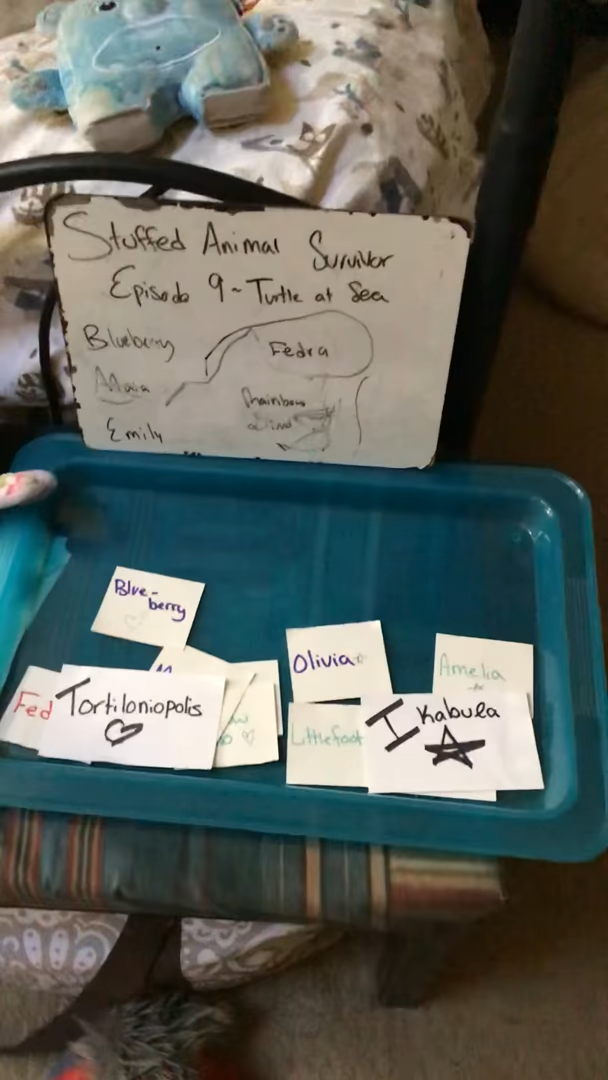 Stuffed Animal Survivor
Episode 9 ~ Turtle at Sea
Blueberry
Fedra
Maia
Rainbow
Emily
Blue-
berry
Olivia
Amelia
Fed
Tortiloniopolis
Littlefoot
I Kabula